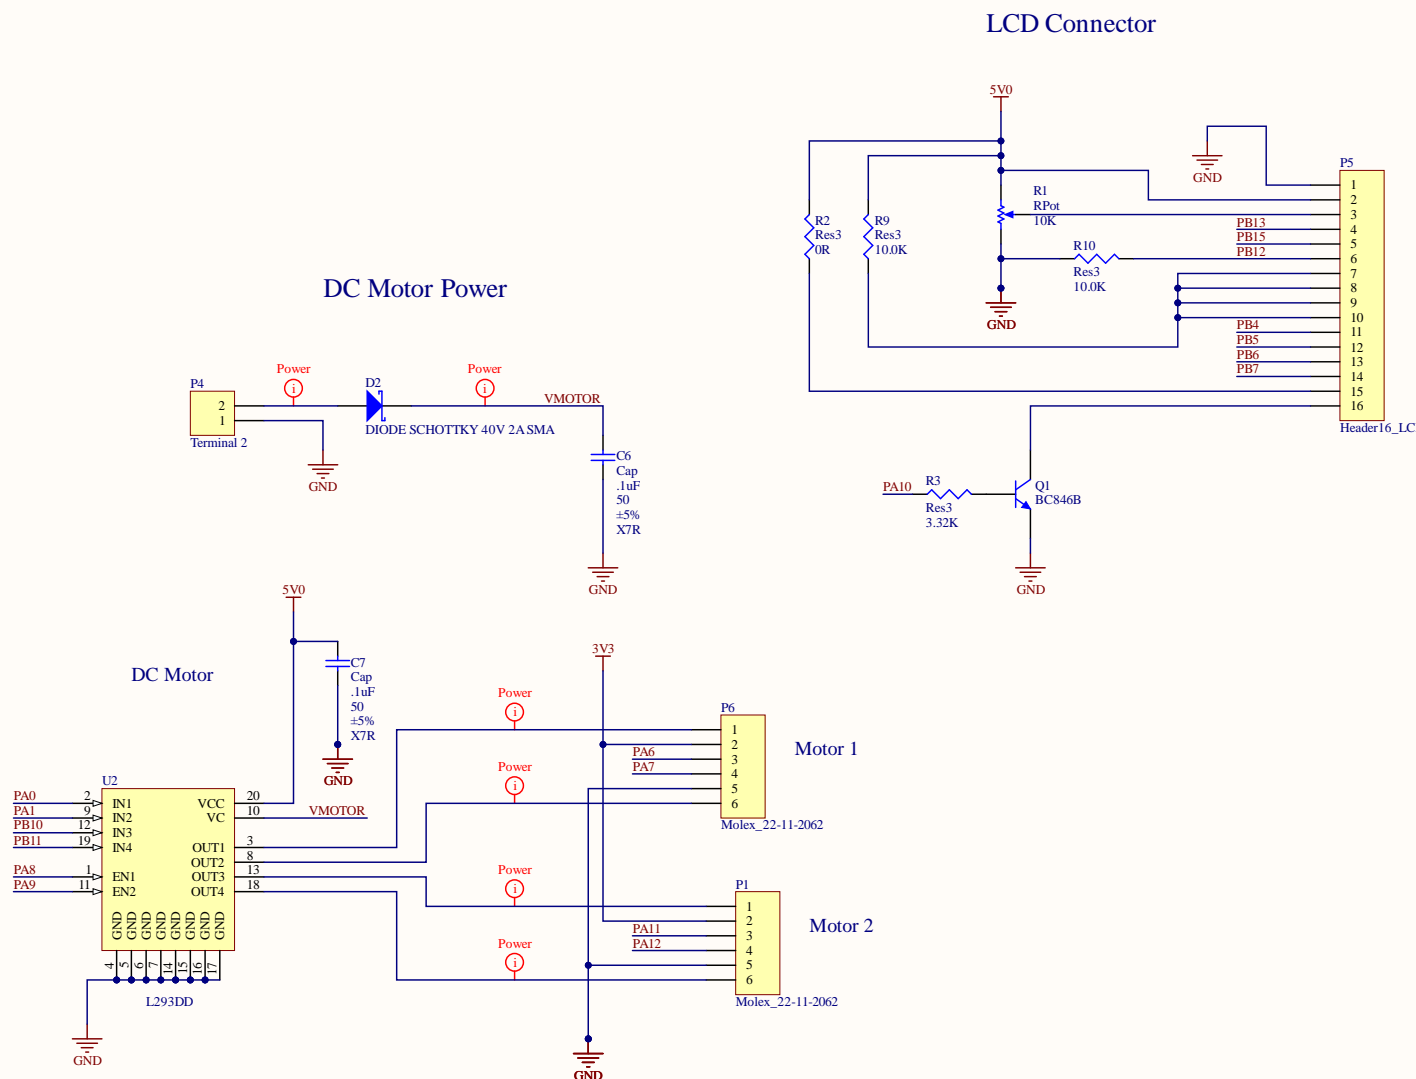 LCD Connector
5V0
GND
P5
R1
RPot
10K
R2
Res3
0R
R9
Res3
10.0K
R10
Res3
10.0K
GND
PB13
PB15
PB12
PB4
PB5
PB6
PB7
1
2
3
4
5
6
7
8
9
10
11
12
13
14
15
16
Header16_LC
PA10
R3
Res3
3.32K
Q1
BC846B
GND
DC Motor Power
P4
2
1
Terminal 2
Power
i
D2
Power
i
VMOTOR
DIODE SCHOTTKY 40V 2A SMA
GND
C6
Cap
.1uF
50
±5%
X7R
GND
DC Motor
5V0
C7
Cap
.1uF
50
±5%
X7R
GND
U2
PA0 2 IN1
PA1 9 IN2
PB10 12 IN3
PB11 19 IN4
PA8 1 EN1
PA9 11 EN2
VCC 20
VC 10 VMOTOR
OUT1 3
OUT2 8
OUT3 13
OUT4 18
GND GND GND GND GND GND GND GND
4 5 6 7 14 15 16 17
L293DD
GND
3V3
Power
i
Power
i
Power
i
Power
i
P6
1
2
PA6 3
PA7 4
5
6
Molex_22-11-2062
Motor 1
P1
1
2
PA11 3
PA12 4
5
6
Molex_22-11-2062
Motor 2
GND